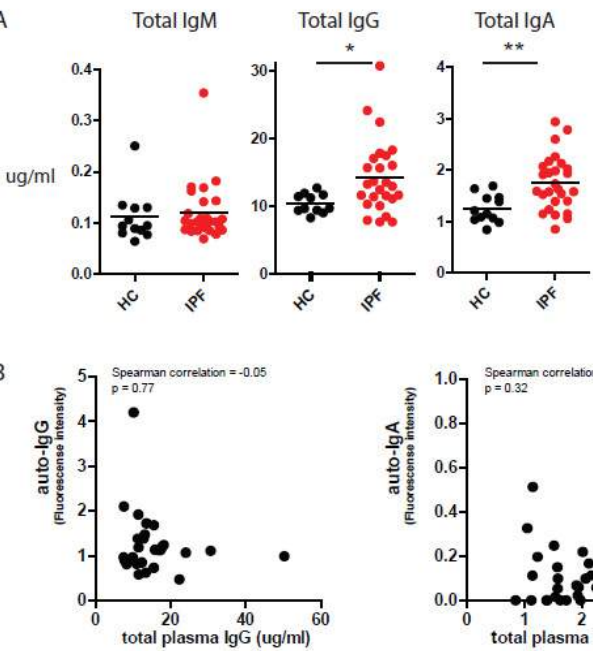 A
Total IgM
Total IgG
Total IgA
*
**
ug/ml
0.4
0.3
0.2
0.1
0.0
HC
IPF
30
20
10
0
HC
IPF
4
3
2
1
0
HC
IPF
B
Spearman correlation = -0.05
p = 0.77
auto-IgG
(Fluorescense intensity)
5
4
3
2
1
0
0
20
40
60
total plasma IgG (ug/ml)
Spearman correlation
p = 0.32
auto-IgA
(Fluorescense intensity)
1.0
0.8
0.6
0.4
0.2
0.0
0
1
2
total plasma